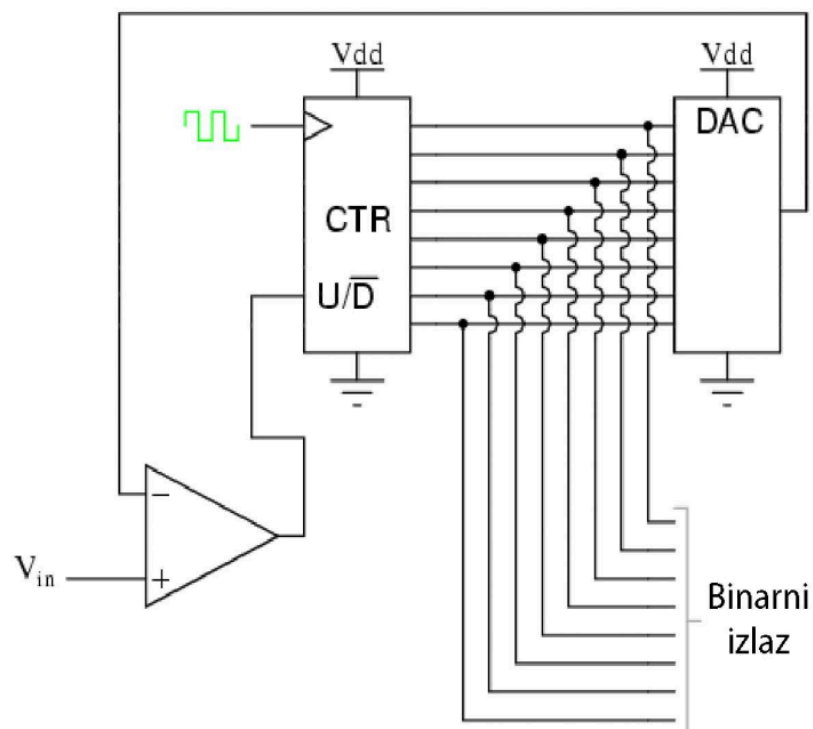 Vdd
Vdd
DAC
CTR
U/D̅
−
Vin
+
Binarni
izlaz